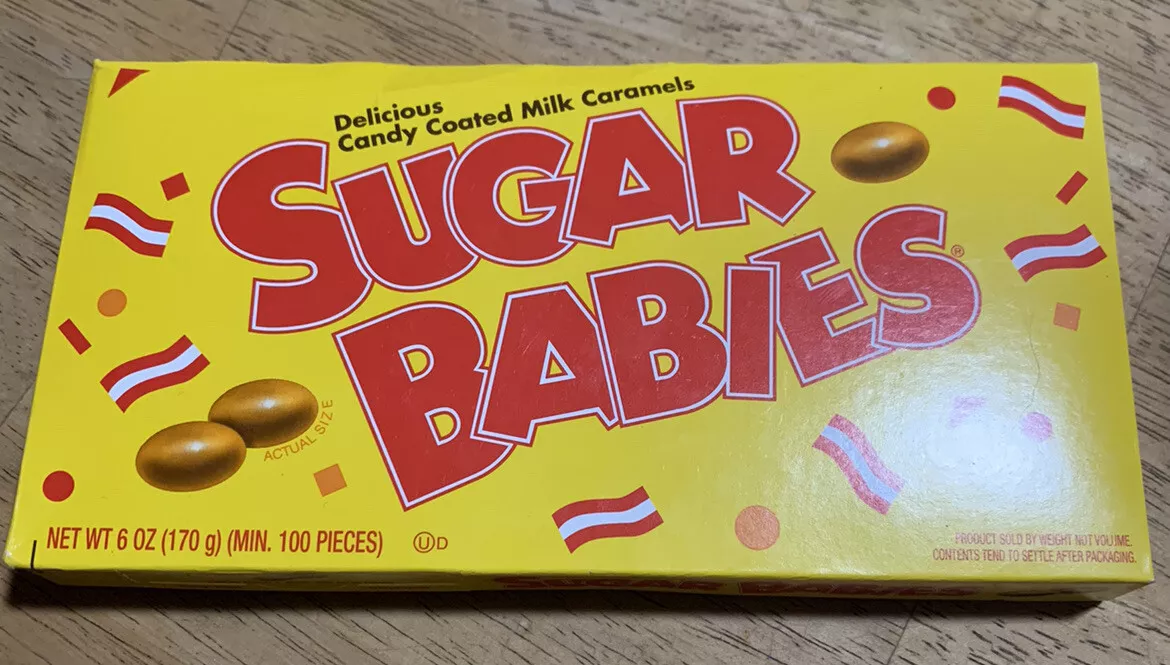 Delicious
Candy Coated Milk Caramels
SUGAR
BABIES®
ACTUAL SIZE
NET WT 6 OZ (170 g) (MIN. 100 PIECES) ⓊD
PRODUCT SOLD BY WEIGHT NOT VOLUME.
CONTENTS TEND TO SETTLE AFTER PACKAGING.
SUGAR BABIES